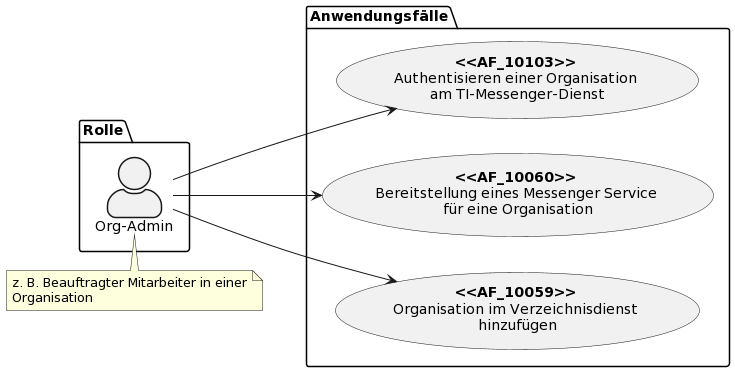 Anwendungsfälle
<<AF_10103>>
Authentisieren einer Organisation
am TI-Messenger-Dienst
Rolle
Org-Admin
<<AF_10060>>
Bereitstellung eines Messenger Service
für eine Organisation
z. B. Beauftragter Mitarbeiter in einer
Organisation
<<AF_10059>>
Organisation im Verzeichnisdienst
hinzufügen